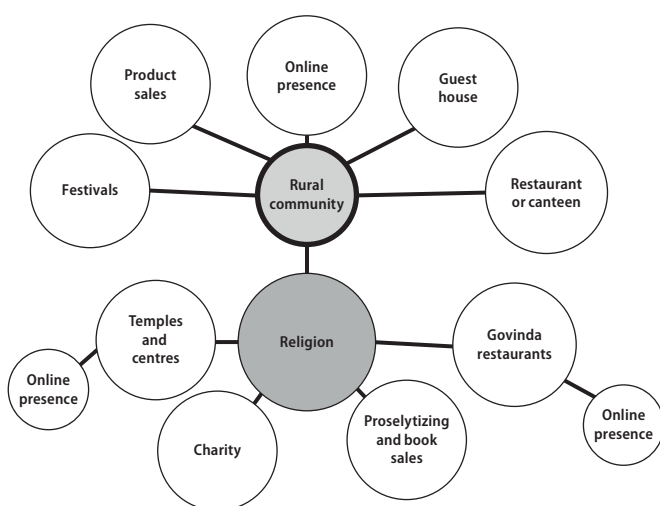 Product
sales
Online
presence
Guest
house
Festivals
Rural
community
Restaurant
or canteen
Temples
and
centres
Religion
Govinda
restaurants
Online
presence
Charity
Proselytizing
and book
sales
Online
presence